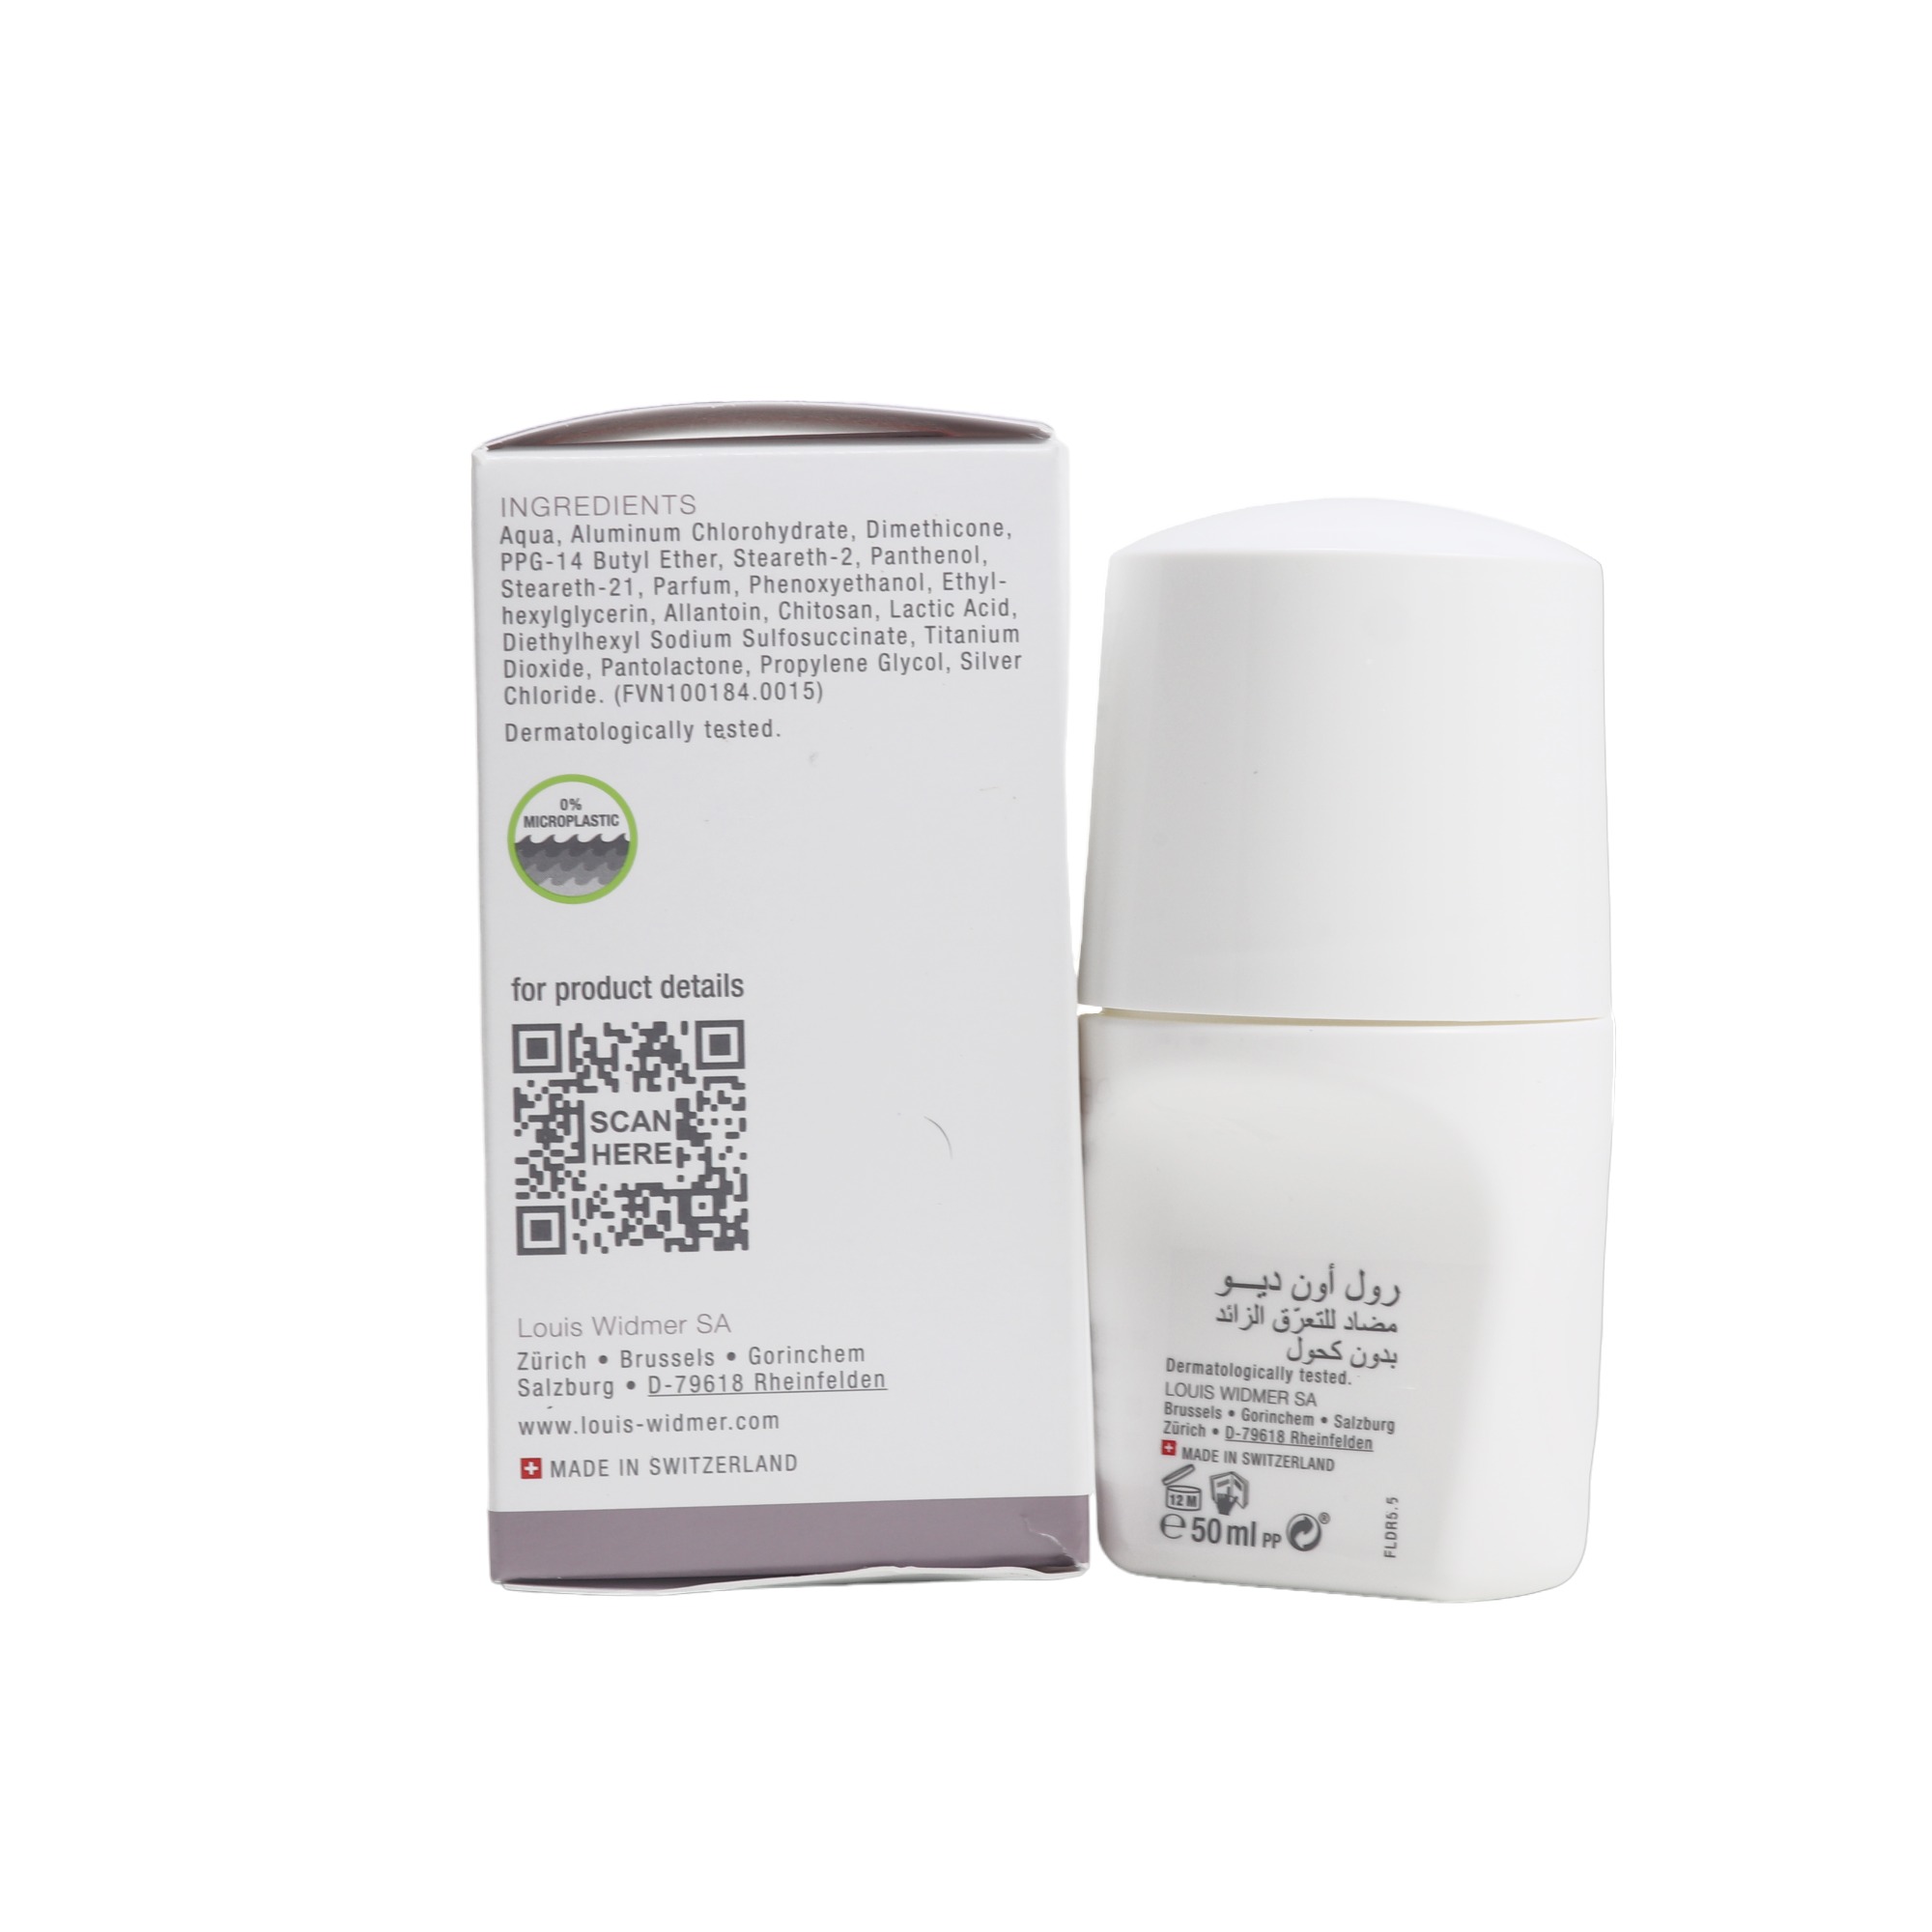 INGREDIENTS
Aqua, Aluminum Chlorohydrate, Dimethicone,
PPG-14 Butyl Ether, Steareth-2, Panthenol,
Steareth-21, Parfum, Phenoxyethanol, Ethyl-
hexylglycerin, Allantoin, Chitosan, Lactic Acid,
Diethylhexyl Sodium Sulfosuccinate, Titanium
Dioxide, Pantolactone, Propylene Glycol, Silver
Chloride. (FVN100184.0015)
Dermatologically tested.
0%
MICROPLASTIC
for product details
SCAN
HERE
Louis Widmer SA
Zürich • Brussels • Gorinchem
Salzburg • D-79618 Rheinfelden
www.louis-widmer.com
MADE IN SWITZERLAND
رول أون ديـــو
مضاد للتعرّق الزائد
بدون كحول
Dermatologically tested.
LOUIS WIDMER SA
Brussels • Gorinchem • Salzburg
Zürich • D-79618 Rheinfelden
MADE IN SWITZERLAND
12 M
℮ 50 ml PP ®
FLDR5.5